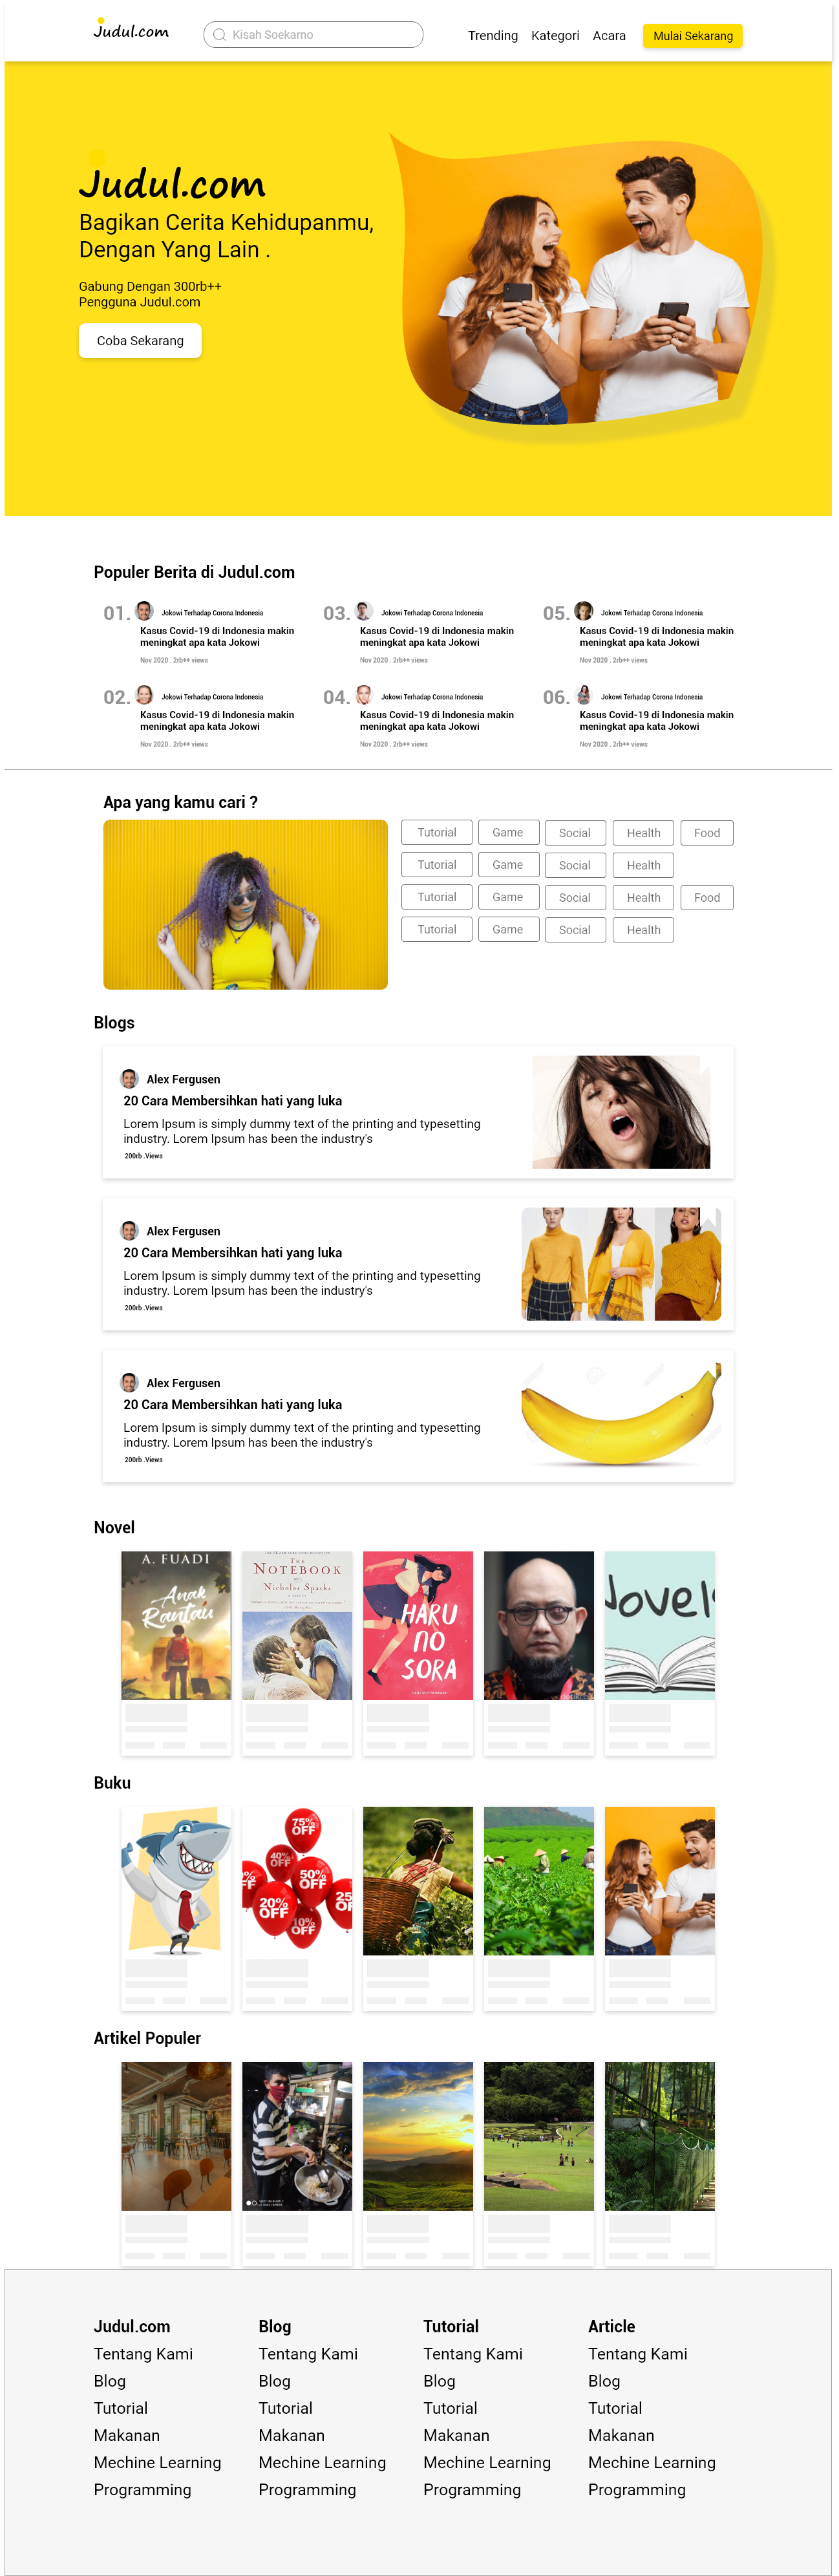 Judul.com
Kisah Soekarno
Trending Kategori Acara Mulai Sekarang
Judul.com
Bagikan Cerita Kehidupanmu,
Dengan Yang Lain .
Gabung Dengan 300rb++
Pengguna Judul.com
Coba Sekarang
Populer Berita di Judul.com
01. Jokowi Terhadap Corona Indonesia
Kasus Covid-19 di Indonesia makin
meningkat apa kata Jokowi
Nov 2020 . 2rb++ views
03. Jokowi Terhadap Corona Indonesia
Kasus Covid-19 di Indonesia makin
meningkat apa kata Jokowi
Nov 2020 . 2rb++ views
05. Jokowi Terhadap Corona Indonesia
Kasus Covid-19 di Indonesia makin
meningkat apa kata Jokowi
Nov 2020 . 2rb++ views
02. Jokowi Terhadap Corona Indonesia
Kasus Covid-19 di Indonesia makin
meningkat apa kata Jokowi
Nov 2020 . 2rb++ views
04. Jokowi Terhadap Corona Indonesia
Kasus Covid-19 di Indonesia makin
meningkat apa kata Jokowi
Nov 2020 . 2rb++ views
06. Jokowi Terhadap Corona Indonesia
Kasus Covid-19 di Indonesia makin
meningkat apa kata Jokowi
Nov 2020 . 2rb++ views
Apa yang kamu cari ?
Tutorial Game Social Health Food
Tutorial Game Social Health
Tutorial Game Social Health Food
Tutorial Game Social Health
Blogs
Alex Fergusen
20 Cara Membersihkan hati yang luka
Lorem Ipsum is simply dummy text of the printing and typesetting
industry. Lorem Ipsum has been the industry's
200rb .Views
Alex Fergusen
20 Cara Membersihkan hati yang luka
Lorem Ipsum is simply dummy text of the printing and typesetting
industry. Lorem Ipsum has been the industry's
200rb .Views
Alex Fergusen
20 Cara Membersihkan hati yang luka
Lorem Ipsum is simply dummy text of the printing and typesetting
industry. Lorem Ipsum has been the industry's
200rb .Views
Novel
A. FUADI
Anak
Rantau
THE
NOTEBOOK
Nicholas Sparks
HARU
NO
SORA
Novels
Buku
75%
OFF
40%
OFF
50%
OFF
20%
OFF
25
OFF
10%
OFF
Artikel Populer
Judul.com Blog Tutorial Article
Tentang Kami Tentang Kami Tentang Kami Tentang Kami
Blog Blog Blog Blog
Tutorial Tutorial Tutorial Tutorial
Makanan Makanan Makanan Makanan
Mechine Learning Mechine Learning Mechine Learning Mechine Learning
Programming Programming Programming Programming